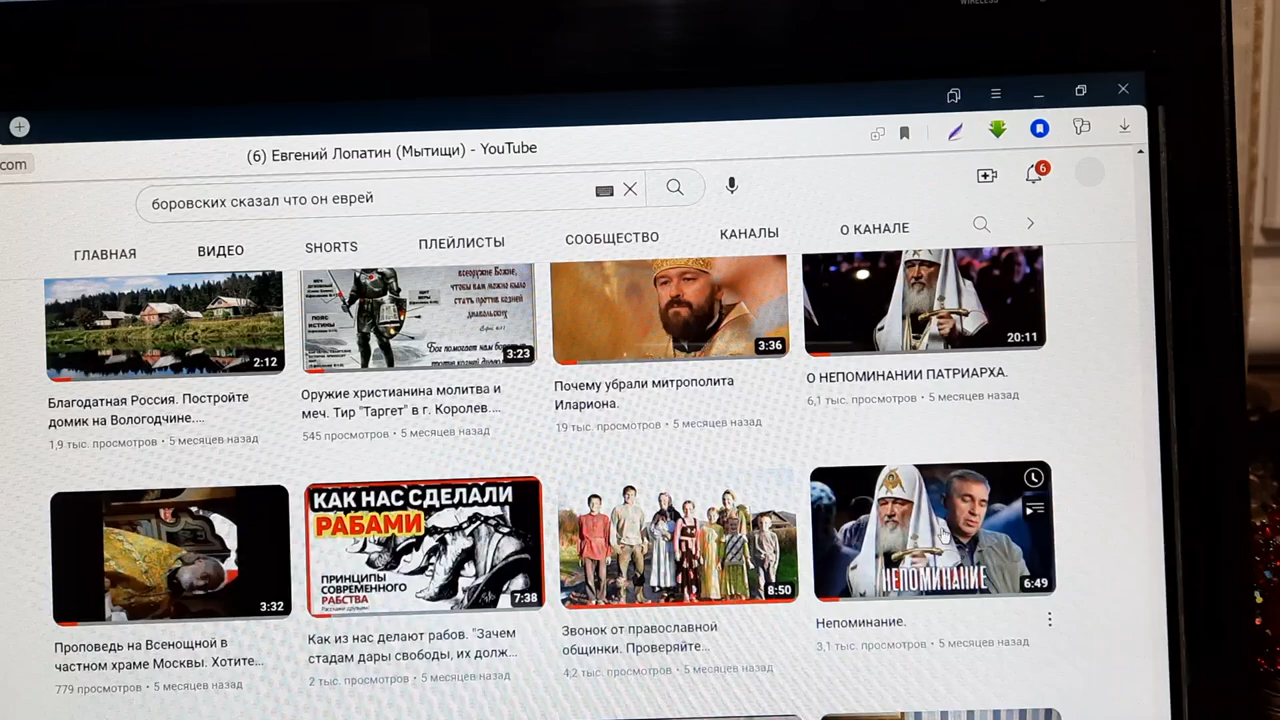 WIRELESS
com
(6) Евгений Лопатин (Мытищи) - YouTube
боровских сказал что он еврей
6
ГЛАВНАЯ
ВИДЕО
SHORTS
ПЛЕЙЛИСТЫ
СООБЩЕСТВО
КАНАЛЫ
О КАНАЛЕ
2:12
всеоружие Божие,
чтобы вам можно было
стать против козней
диавольских
ПОЯС
ИСТИНЫ
Бог помогает нам
3:23
3:36
20:11
Благодатная Россия. Постройте
домик на Вологодчине....
1,9 тыс. просмотров • 5 месяцев назад
Оружие христианина молитва и
меч. Тир "Таргет" в г. Королев....
545 просмотров • 5 месяцев назад
Почему убрали митрополита
Илариона.
19 тыс. просмотров • 5 месяцев назад
О НЕПОМИНАНИИ ПАТРИАРХА.
6,1 тыс. просмотров • 5 месяцев назад
3:32
КАК НАС СДЕЛАЛИ
РАБАМИ
ПРИНЦИПЫ
СОВРЕМЕННОГО
РАБСТВА
Расскажи друзьям!
7:38
8:50
НЕПОМИНАНИЕ
6:49
Проповедь на Всенощной в
частном храме Москвы. Хотите...
779 просмотров • 5 месяцев назад
Как из нас делают рабов. "Зачем
стадам дары свободы, их долж...
2 тыс. просмотров • 5 месяцев назад
Звонок от православной
общинки. Проверяйте...
4,2 тыс. просмотров • 5 месяцев назад
Непоминание.
3,1 тыс. просмотров • 5 месяцев назад